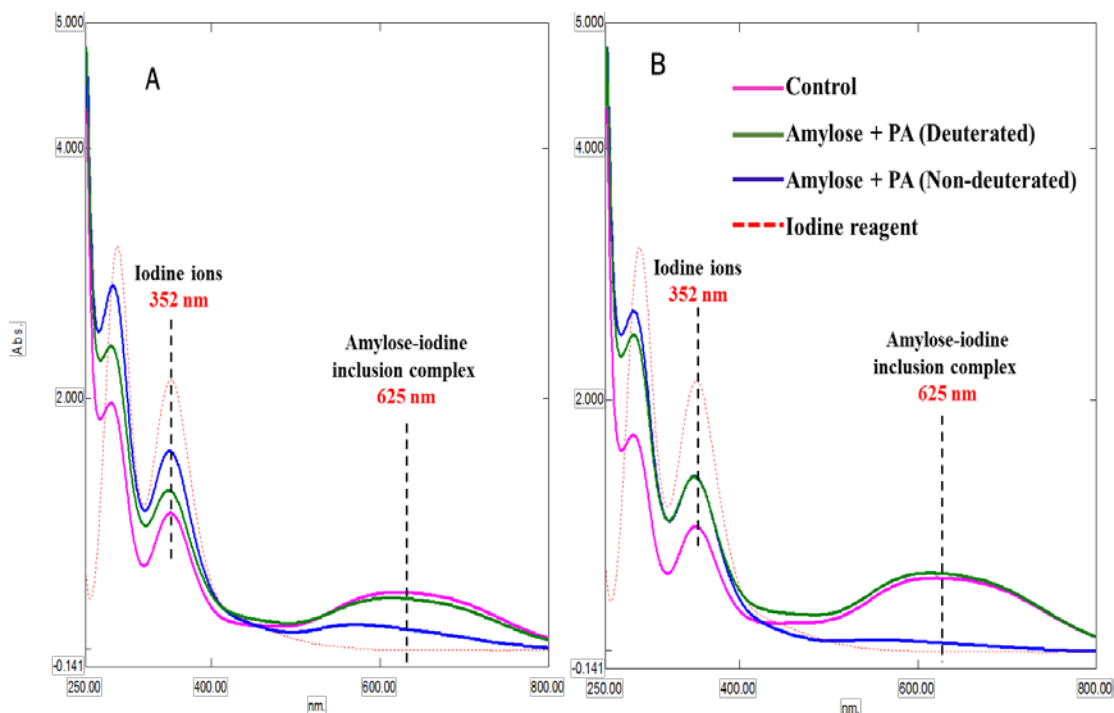 5.000
4.000
2.000
-0.141
Abs.
A
Iodine ions
352 nm
Amylose-iodine
inclusion complex
625 nm
250.00
400.00
600.00
800.00
nm.
5.000
4.000
2.000
-0.141
B
Control
Amylose + PA (Deuterated)
Amylose + PA (Non-deuterated)
Iodine reagent
Iodine ions
352 nm
Amylose-iodine
inclusion complex
625 nm
250.00
400.00
600.00
800.00
nm.